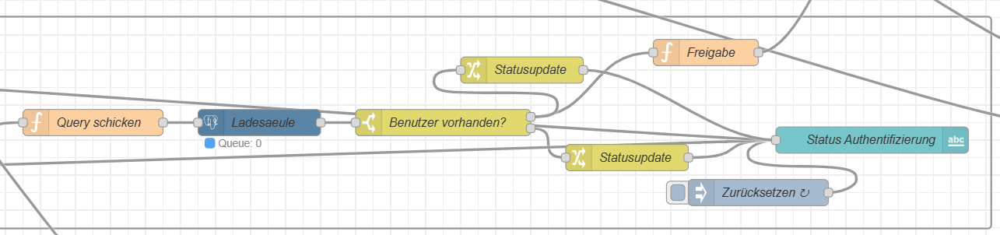 Freigabe
Statusupdate
Query schicken
Ladesaeule
Benutzer vorhanden?
Queue: 0
Status Authentifizierung
abc
Statusupdate
Zurücksetzen ↻